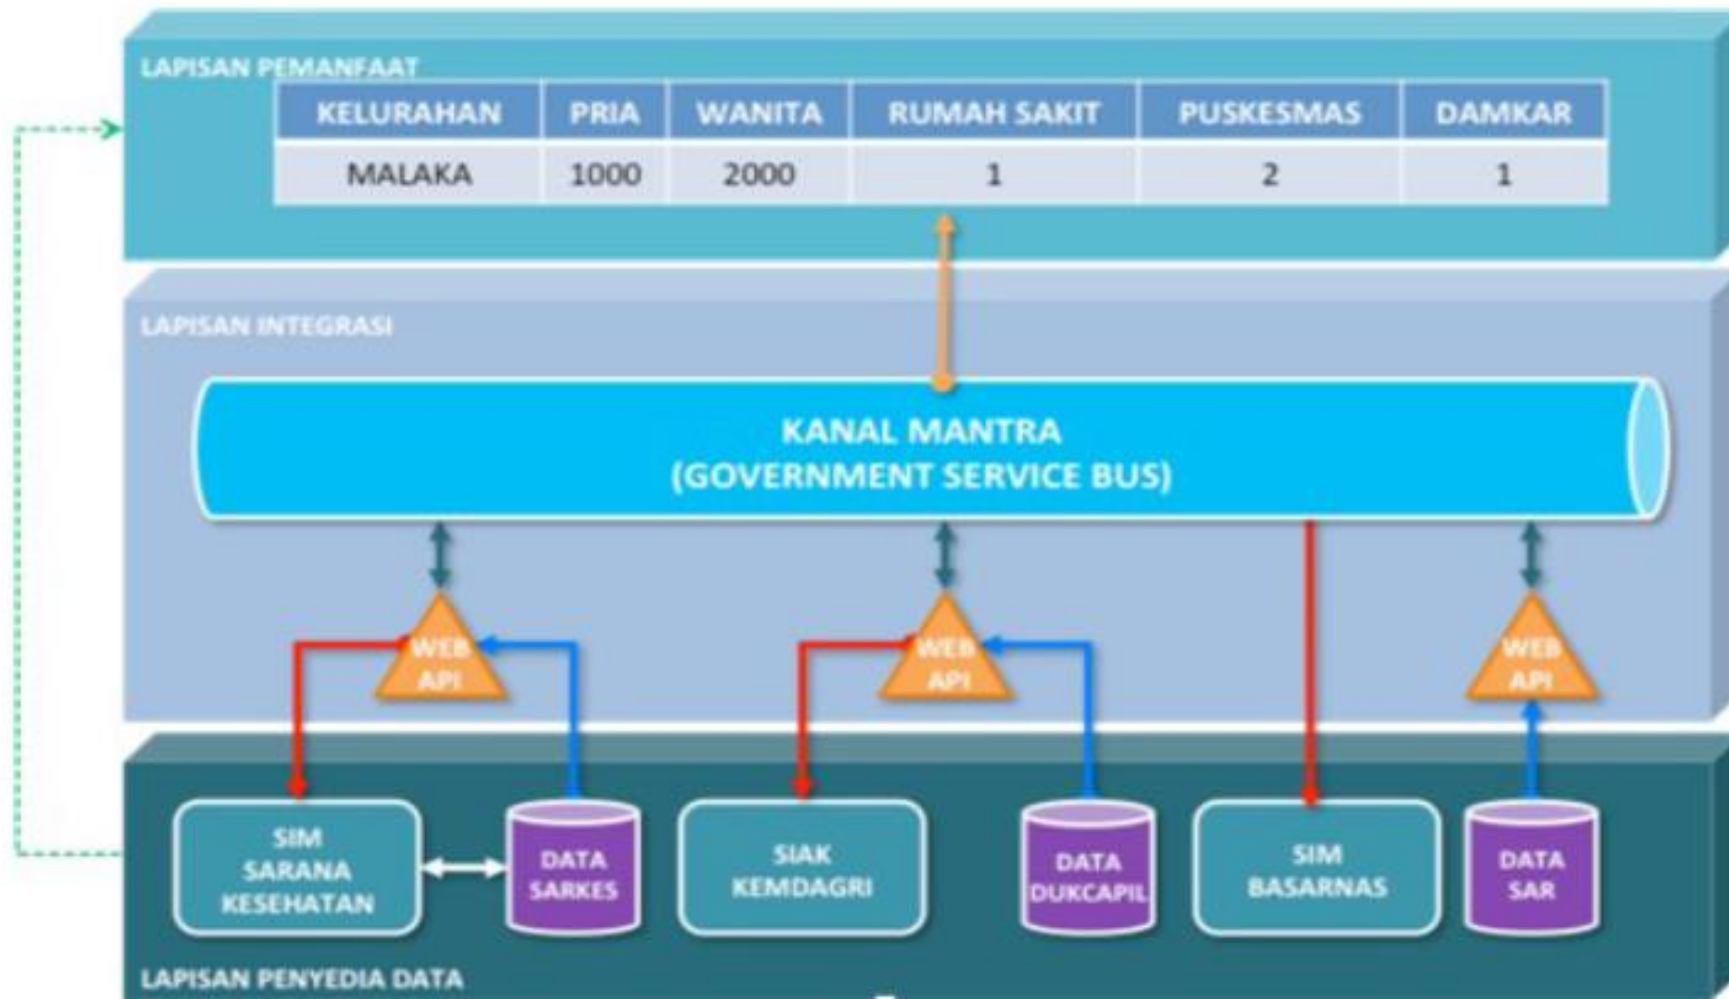 LAPISAN PEMANFAAT
KELURAHAN PRIA WANITA RUMAH SAKIT PUSKESMAS DAMKAR
MALAKA 1000 2000 1 2 1
LAPISAN INTEGRASI
KANAL MANTRA
(GOVERNMENT SERVICE BUS)
WEB
API
WEB
API
WEB
API
SIM
SARANA
KESEHATAN
DATA
SARKES
SIAK
KEMDAGRI
DATA
DUKCAPIL
SIM
BASARNAS
DATA
SAR
LAPISAN PENYEDIA DATA